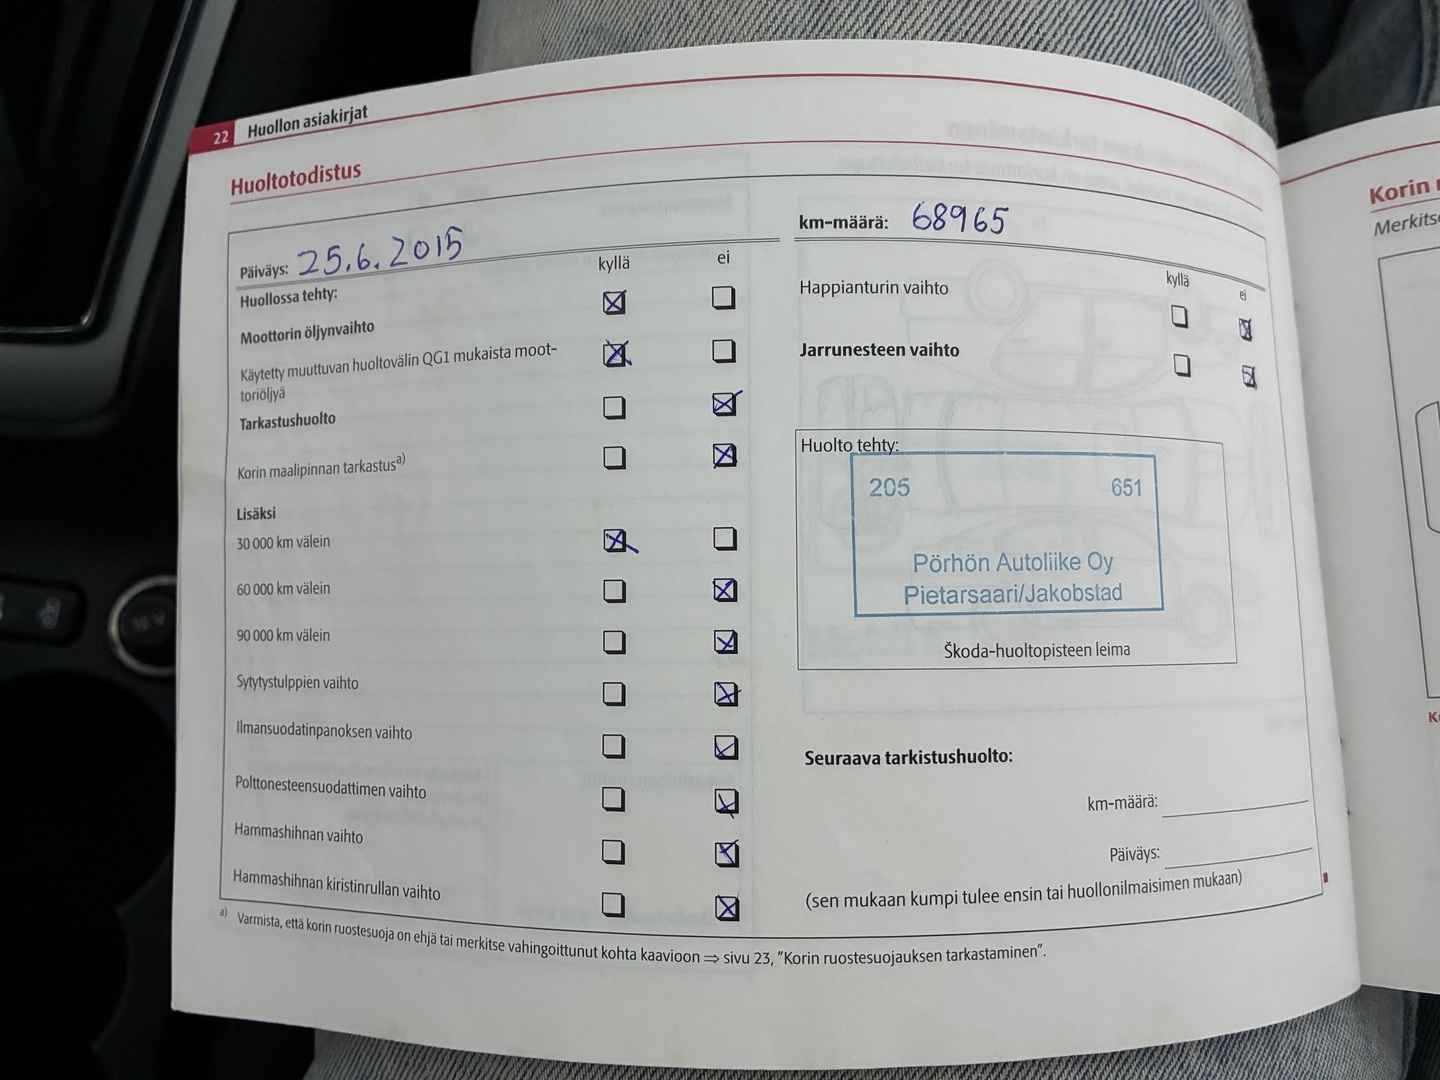 22 Huollon asiakirjat
Huoltotodistus
Päiväys: 25.6.2015
kyllä ei
Huollossa tehty:
Moottorin öljynvaihto
Käytetty muuttuvan huoltovälin QG1 mukaista moot-
toriöljyä
Tarkastushuolto
Korin maalipinnan tarkastusa)
Lisäksi
30 000 km välein
60 000 km välein
90 000 km välein
Sytytystulppien vaihto
Ilmansuodatinpanoksen vaihto
Polttonesteensuodattimen vaihto
Hammashihnan vaihto
Hammashihnan kiristinrullan vaihto
km-määrä: 68965
kyllä ei
Happianturin vaihto
Jarrunesteen vaihto
Huolto tehty:
205 651
Pörhön Autoliike Oy
Pietarsaari/Jakobstad
Škoda-huoltopisteen leima
Seuraava tarkistushuolto:
km-määrä:
Päiväys:
(sen mukaan kumpi tulee ensin tai huollonilmaisimen mukaan)
a) Varmista, että korin ruostesuoja on ehjä tai merkitse vahingoittunut kohta kaavioon ⇒ sivu 23, "Korin ruostesuojauksen tarkastaminen".
Korin